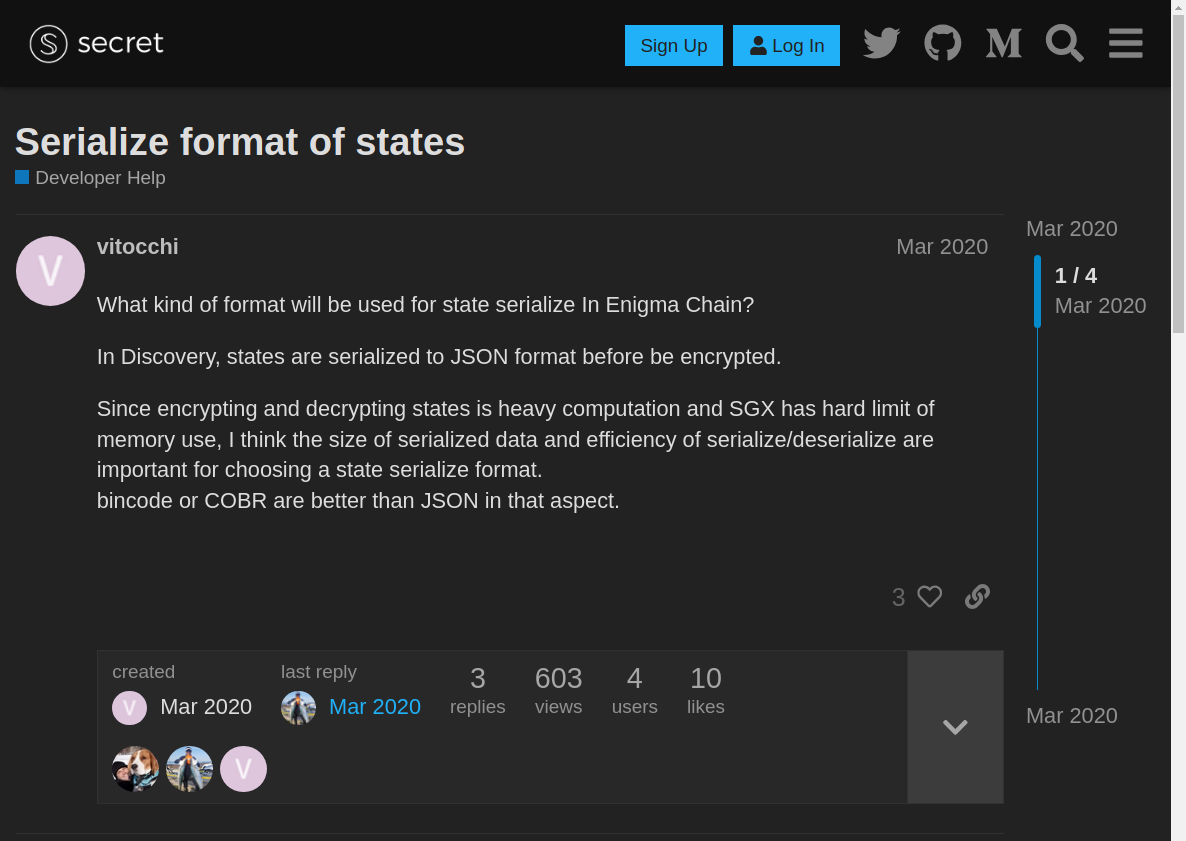 secret
Sign Up
Log In
Serialize format of states
Developer Help
vitocchi
Mar 2020
What kind of format will be used for state serialize In Enigma Chain?
In Discovery, states are serialized to JSON format before be encrypted.
Since encrypting and decrypting states is heavy computation and SGX has hard limit of
memory use, I think the size of serialized data and efficiency of serialize/deserialize are
important for choosing a state serialize format.
bincode or COBR are better than JSON in that aspect.
3
created
V Mar 2020
last reply
Mar 2020
3
replies
603
views
4
users
10
likes
V
V
Mar 2020
1 / 4
Mar 2020
Mar 2020